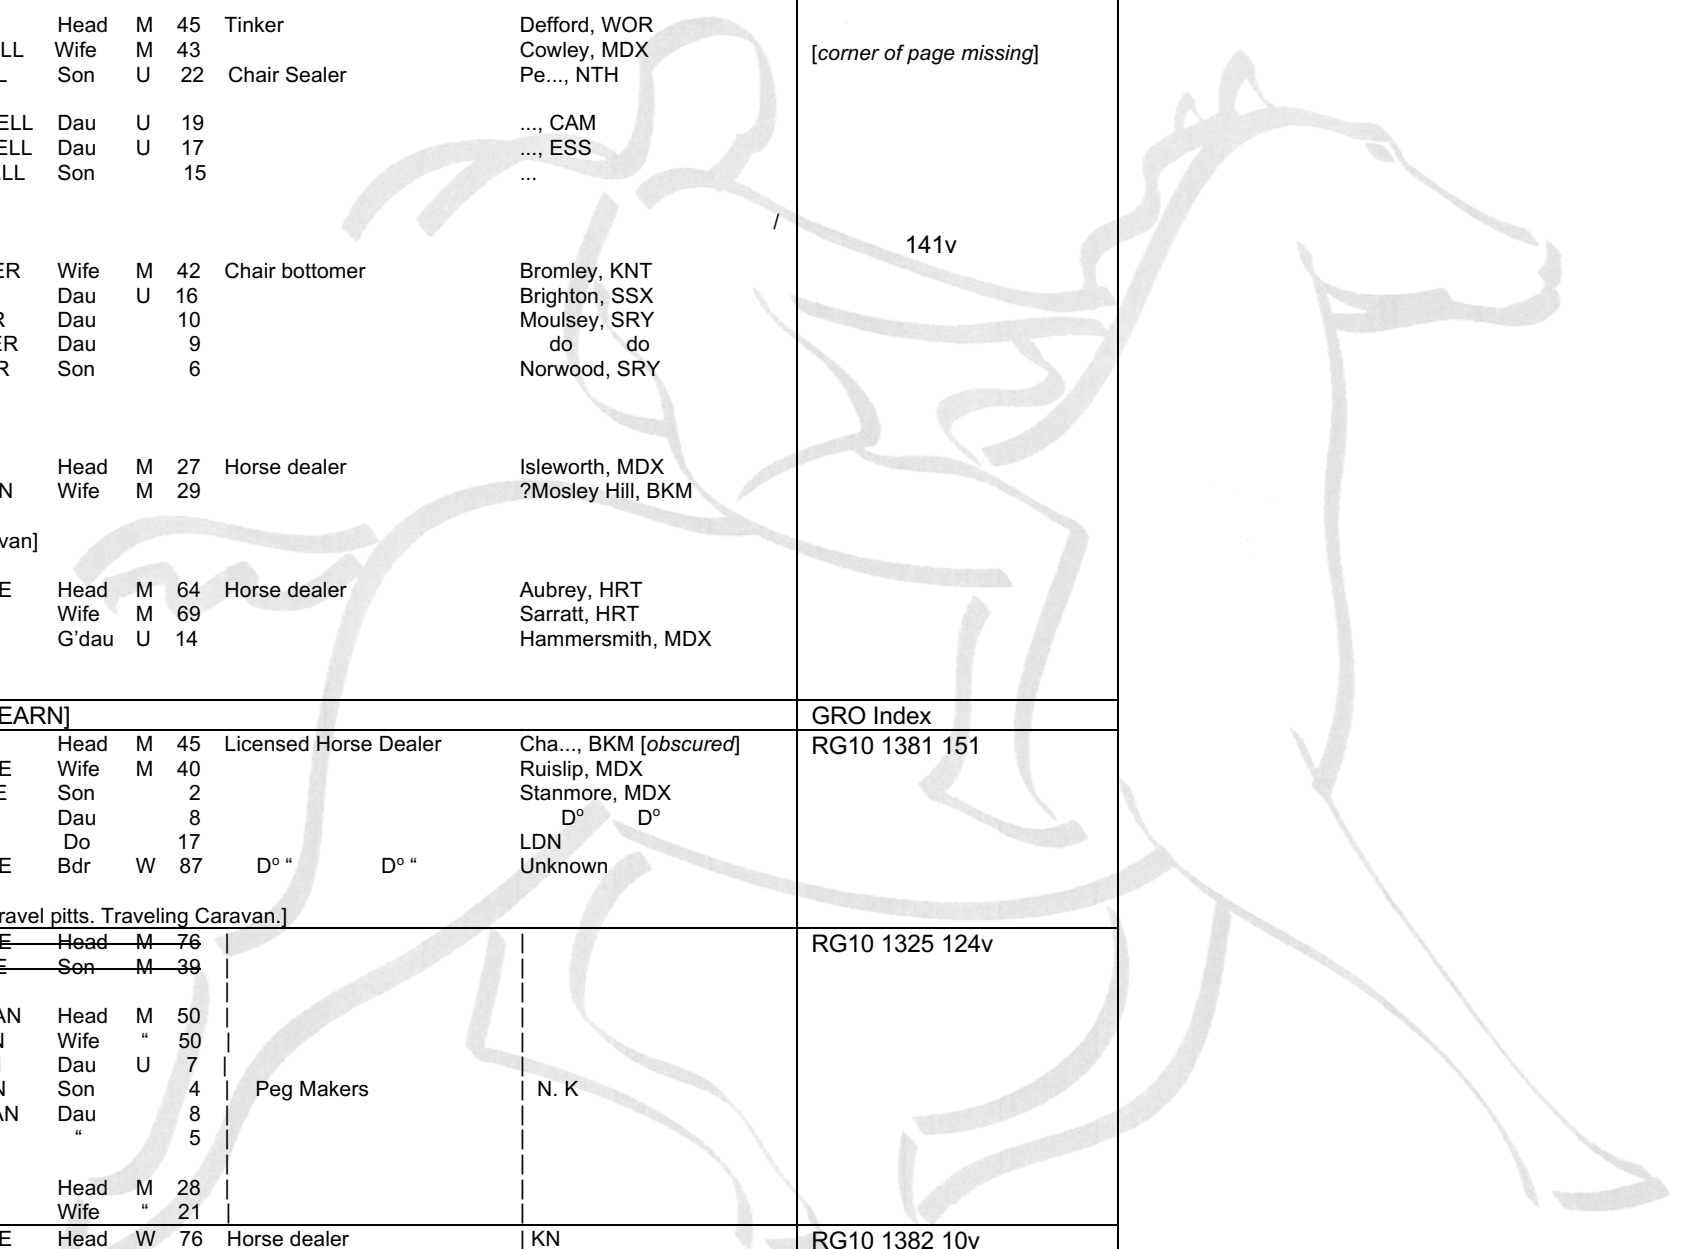 Head M 45 Tinker Defford, WOR
LL Wife M 43 Cowley, MDX [corner of page missing]
L Son U 22 Chair Sealer Pe..., NTH
ELL Dau U 19 ..., CAM
ELL Dau U 17 ..., ESS
ELL Son 15 ...
/
141v
ER Wife M 42 Chair bottomer Bromley, KNT
Dau U 16 Brighton, SSX
R Dau 10 Moulsey, SRY
ER Dau 9 do do
R Son 6 Norwood, SRY
Head M 27 Horse dealer Isleworth, MDX
N Wife M 29 ?Mosley Hill, BKM
van]
E Head M 64 Horse dealer Aubrey, HRT
Wife M 69 Sarratt, HRT
G’dau U 14 Hammersmith, MDX
EARN] GRO Index
Head M 45 Licensed Horse Dealer Cha..., BKM [obscured] RG10 1381 151
E Wife M 40 Ruislip, MDX
E Son 2 Stanmore, MDX
Dau 8 Dº Dº
Do 17 LDN
E Bdr W 87 Dº “ Dº “ Unknown
ravel pitts. Traveling Caravan.]
E Head M 76 | | RG10 1325 124v
E Son M 39 | |
| |
AN Head M 50 | |
N Wife “ 50 | |
Dau U 7 | |
N Son 4 | Peg Makers | N. K
AN Dau 8 | |
“ 5 | |
| |
Head M 28 | |
Wife “ 21 | |
E Head W 76 Horse dealer | KN RG10 1382 10v